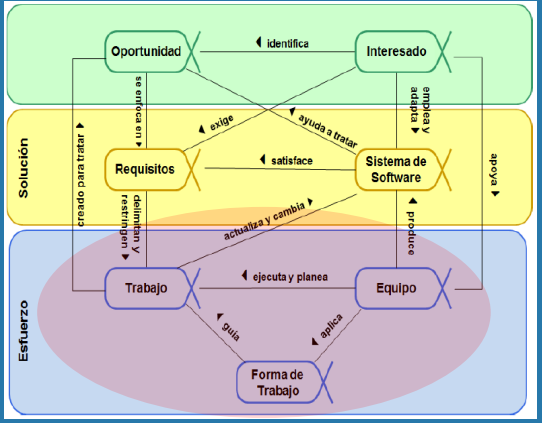 Oportunidad
identifica
Interesado
se enfoca en
exige
ayuda a tratar
emplea y
adapta
Solución
creado para tratar
Requisitos
satisface
Sistema de
Software
apoya
delimitan y
restringen
actualiza y cambia
produce
Esfuerzo
Trabajo
ejecuta y planea
Equipo
guía
aplica
Forma de
Trabajo